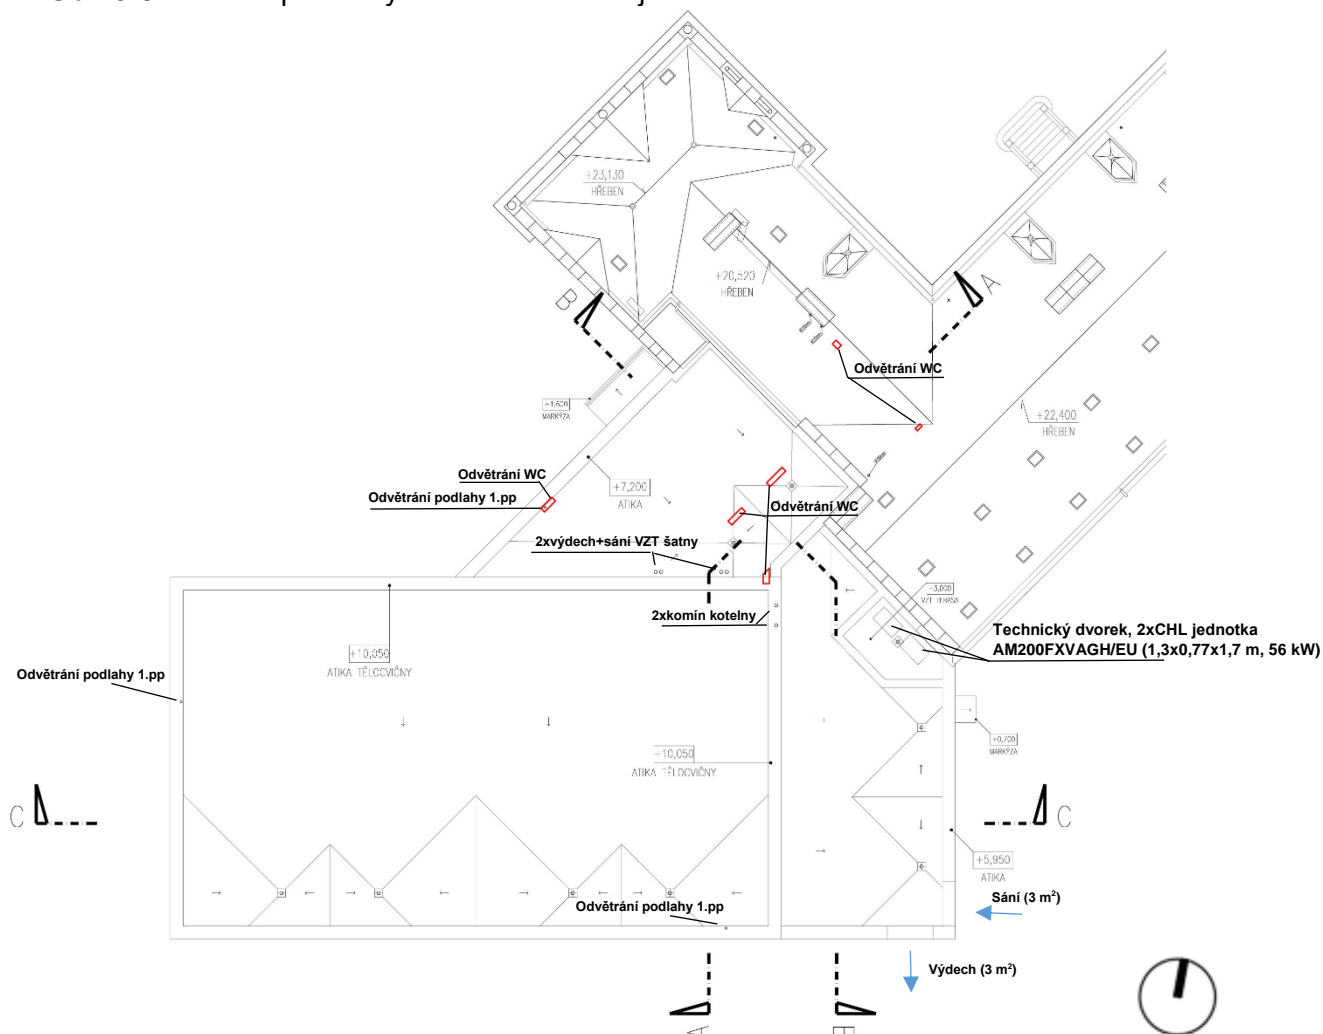 +23,130
HŘEBEN
+20,520
HŘEBEN
A
B
Odvětrání WC
+1,600
MARKÝZA
+22,400
HŘEBEN
Odvětrání WC
Odvětrání podlahy 1.pp
+7,200
ATIKA
Odvětrání WC
2xvýdech+sání VZT šatny
-3,000
VZT TERASA
2xkomín kotelny
Technický dvorek, 2xCHL jednotka
AM200FXVAGH/EU (1,3x0,77x1,7 m, 56 kW)
+10,050
ATIKA TĚLOCVIČNY
Odvětrání podlahy 1.pp
+0,700
MARKÝZA
+10,050
ATIKA TĚLOCVIČNY
C
C
+5,950
ATIKA
Sání (3 m²)
Odvětrání podlahy 1.pp
Výdech (3 m²)